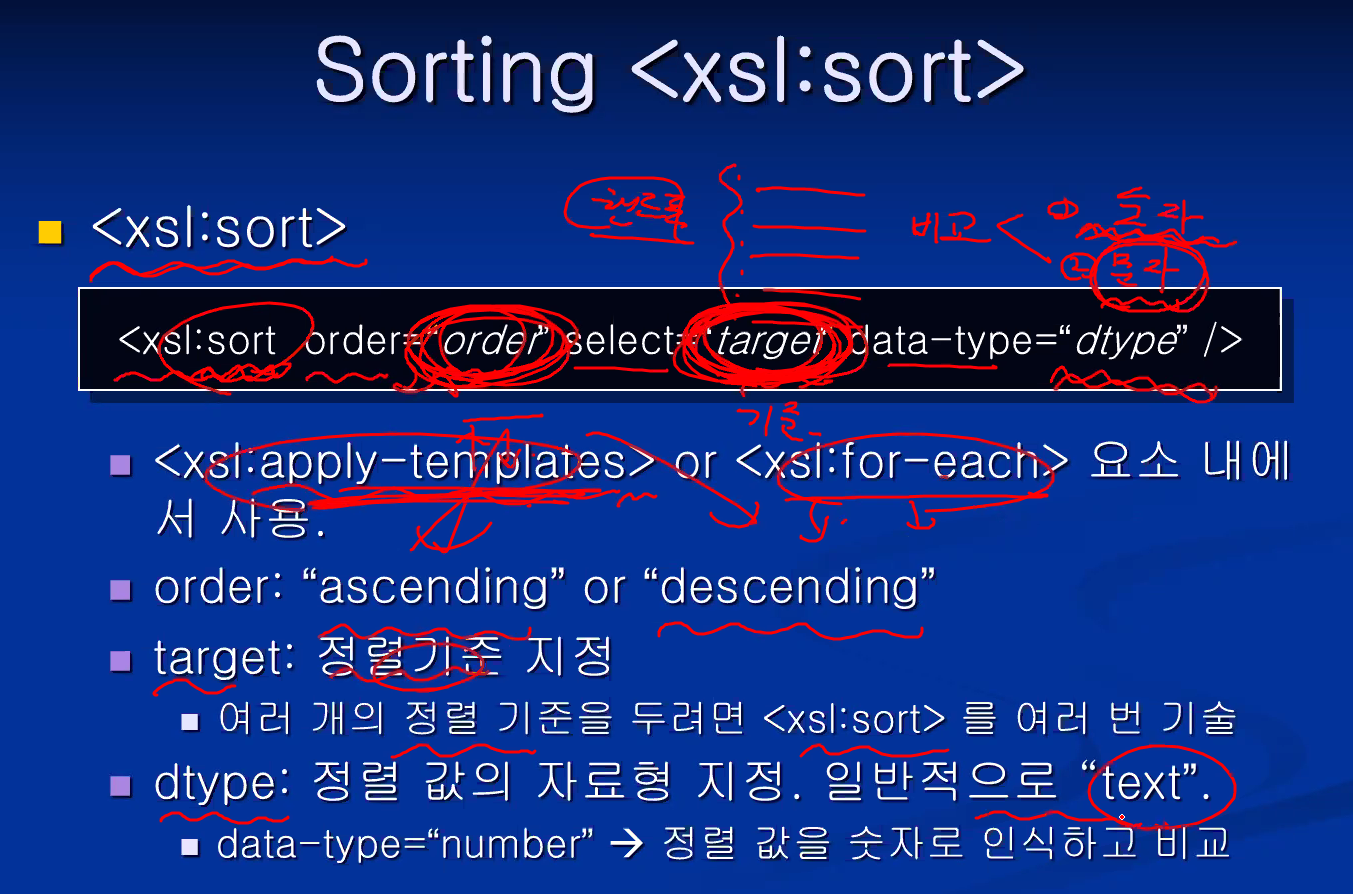 Sorting <xsl:sort>
<xsl:sort>
비고
① 숫자
② 문자
<xsl:sort order="order" select="target" data-type="dtype" />
기준
<xsl:apply-templates> or <xsl:for-each> 요소 내에
서 사용.
order: “ascending” or “descending”
target: 정렬기준 지정
여러 개의 정렬 기준을 두려면 <xsl:sort> 를 여러 번 기술
dtype: 정렬 값의 자료형 지정. 일반적으로 “text”.
data-type=“number” → 정렬 값을 숫자로 인식하고 비교